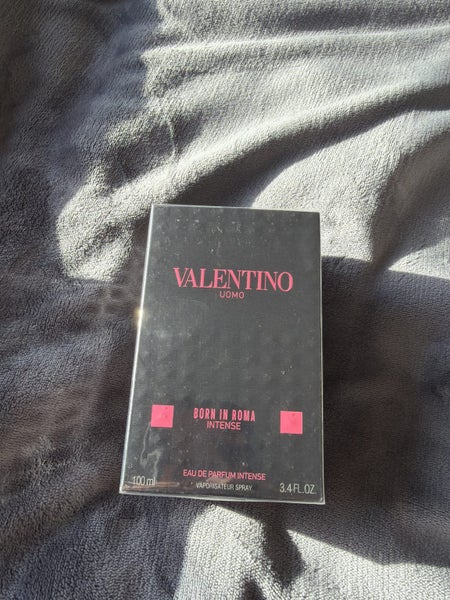 VALENTINO
UOMO
BORN IN ROMA
INTENSE
EAU DE PARFUM INTENSE
100 ml VAPORISATEUR SPRAY 3.4 FL.OZ.